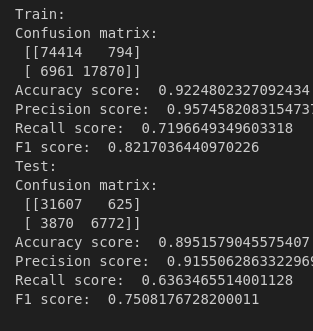 Train:
Confusion matrix:
[[74414   794]
[ 6961 17870]]
Accuracy score:  0.9224802327092434
Precision score:  0.957458208315473
Recall score:  0.7196649349603318
F1 score:  0.8217036440970226
Test:
Confusion matrix:
[[31607   625]
[ 3870  6772]]
Accuracy score:  0.8951579045575407
Precision score:  0.915506286332296
Recall score:  0.6363465514001128
F1 score:  0.7508176728200011